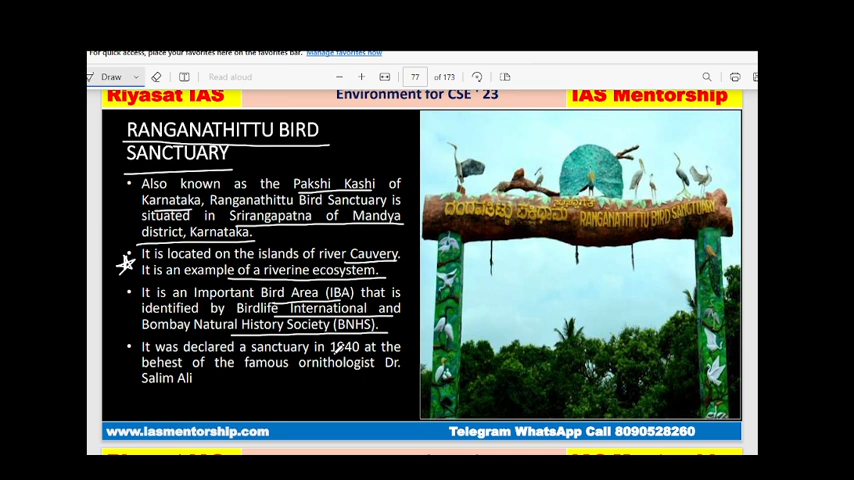 For quick access, place your favorites here on the favorites bar. Manage favorites now
Draw
Read aloud
77
of 173
Riyasat IAS
Environment for CSE ' 23
IAS Mentorship
RANGANATHITTU BIRD
SANCTUARY
• Also known as the Pakshi Kashi of
Karnataka, Ranganathittu Bird Sanctuary is
situated in Srirangapatna of Mandya
district, Karnataka.
• It is located on the islands of river Cauvery.
It is an example of a riverine ecosystem.
• It is an Important Bird Area (IBA) that is
identified by Birdlife International and
Bombay Natural History Society (BNHS).
• It was declared a sanctuary in 1940 at the
behest of the famous ornithologist Dr.
Salim Ali
RANGANATHITTU BIRD SANCTUARY
www.iasmentorship.com
Telegram WhatsApp Call 8090528260